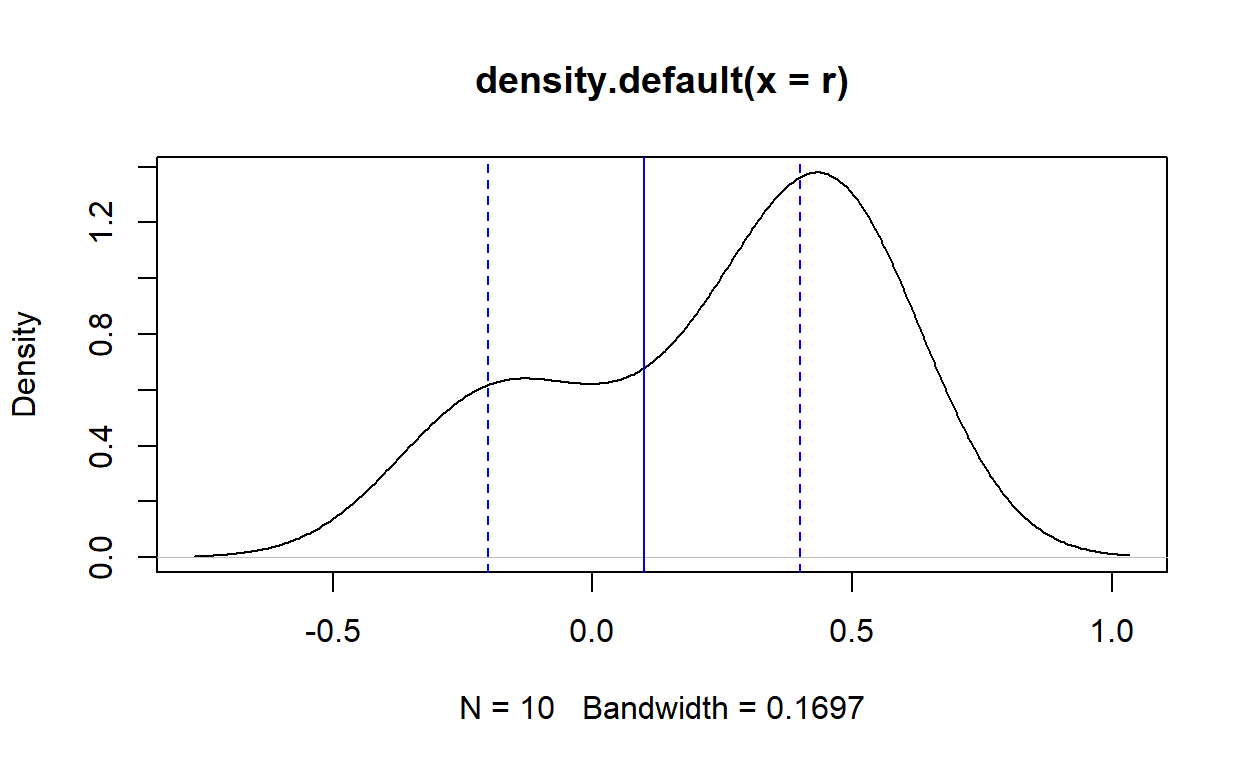 density.default(x = r)
Density
0.0
0.4
0.8
1.2
-0.5
0.0
0.5
1.0
N = 10   Bandwidth = 0.1697